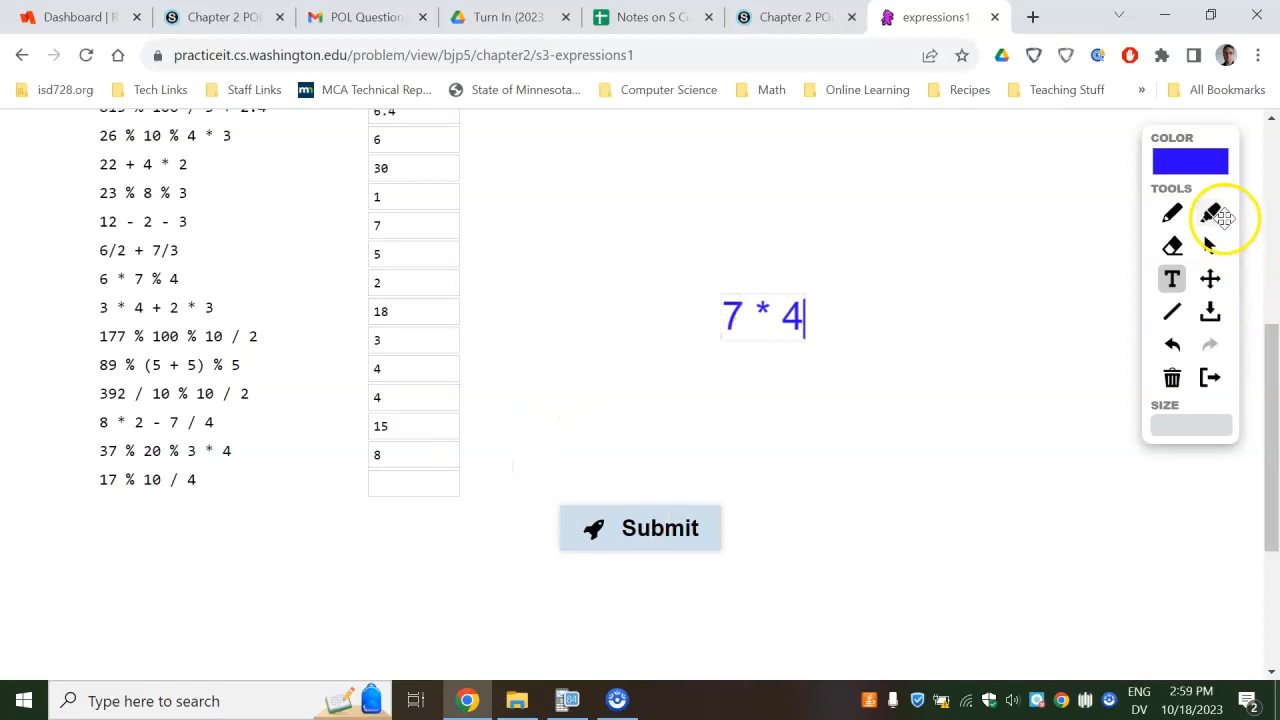 Dashboard | R
Chapter 2 POL
POL Question
Turn In (2023
Notes on S Co
Chapter 2 POL
expressions1
practiceit.cs.washington.edu/problem/view/bjp5/chapter2/s3-expressions1
isd728.org
Tech Links
Staff Links
MCA Technical Rep...
State of Minnesota...
Computer Science
Math
Online Learning
Recipes
Teaching Stuff
»
All Bookmarks
6.4
26 % 10 % 4 * 3
6
22 + 4 * 2
30
23 % 8 % 3
1
12 - 2 - 3
7
6/2 + 7/3
5
6 * 7 % 4
2
3 * 4 + 2 * 3
18
177 % 100 % 10 / 2
3
89 % (5 + 5) % 5
4
392 / 10 % 10 / 2
4
8 * 2 - 7 / 4
15
37 % 20 % 3 * 4
8
17 % 10 / 4
7 * 4
Submit
COLOR
TOOLS
T
SIZE
Type here to search
ENG
DV
2:59 PM
10/18/2023
2